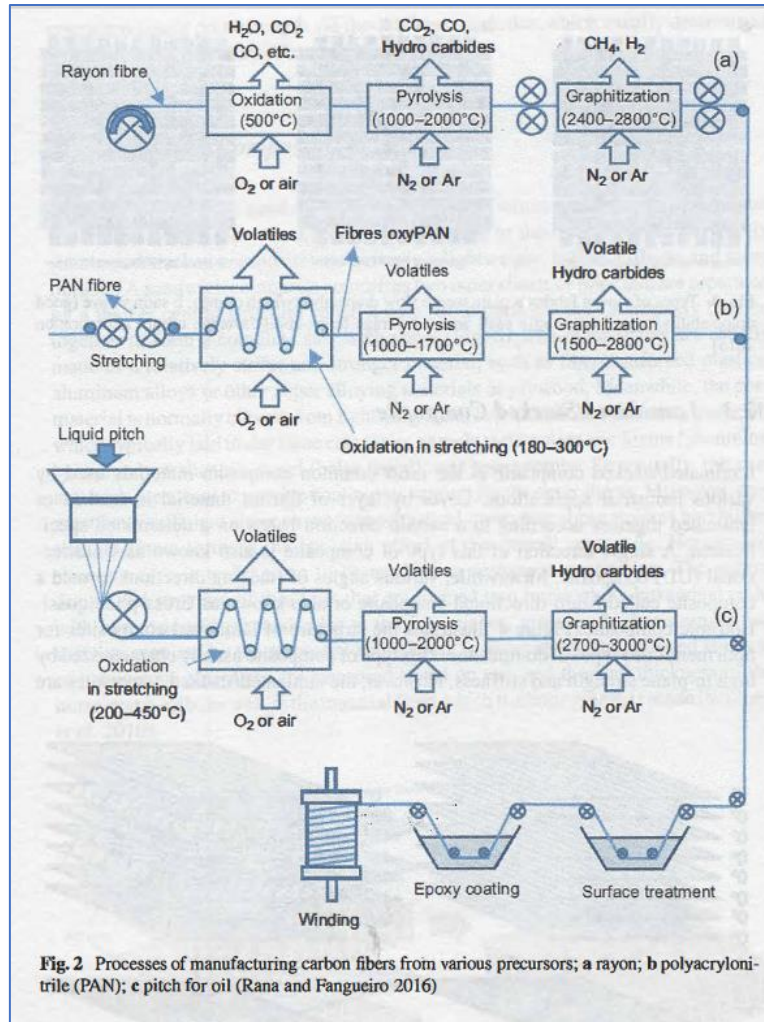 H2O, CO2
CO, etc.
CO2, CO,
Hydro carbides
CH4, H2
(a)
Rayon fibre
Oxidation
(500°C)
Pyrolysis
(1000–2000°C)
Graphitization
(2400–2800°C)
O2 or air
N2 or Ar
N2 or Ar
Volatiles
Fibres oxyPAN
Volatiles
Volatile
Hydro carbides
(b)
PAN fibre
Stretching
Pyrolysis
(1000–1700°C)
Graphitization
(1500–2800°C)
O2 or air
N2 or Ar
N2 or Ar
Oxidation in stretching (180–300°C)
Liquid pitch
Volatiles
Volatiles
Volatile
Hydro carbides
(c)
Pyrolysis
(1000–2000°C)
Graphitization
(2700–3000°C)
Oxidation
in stretching
(200–450°C)
O2 or air
N2 or Ar
N2 or Ar
Winding
Epoxy coating
Surface treatment
Fig. 2 Processes of manufacturing carbon fibers from various precursors; a rayon; b polyacryloni-
trile (PAN); c pitch for oil (Rana and Fangueiro 2016)